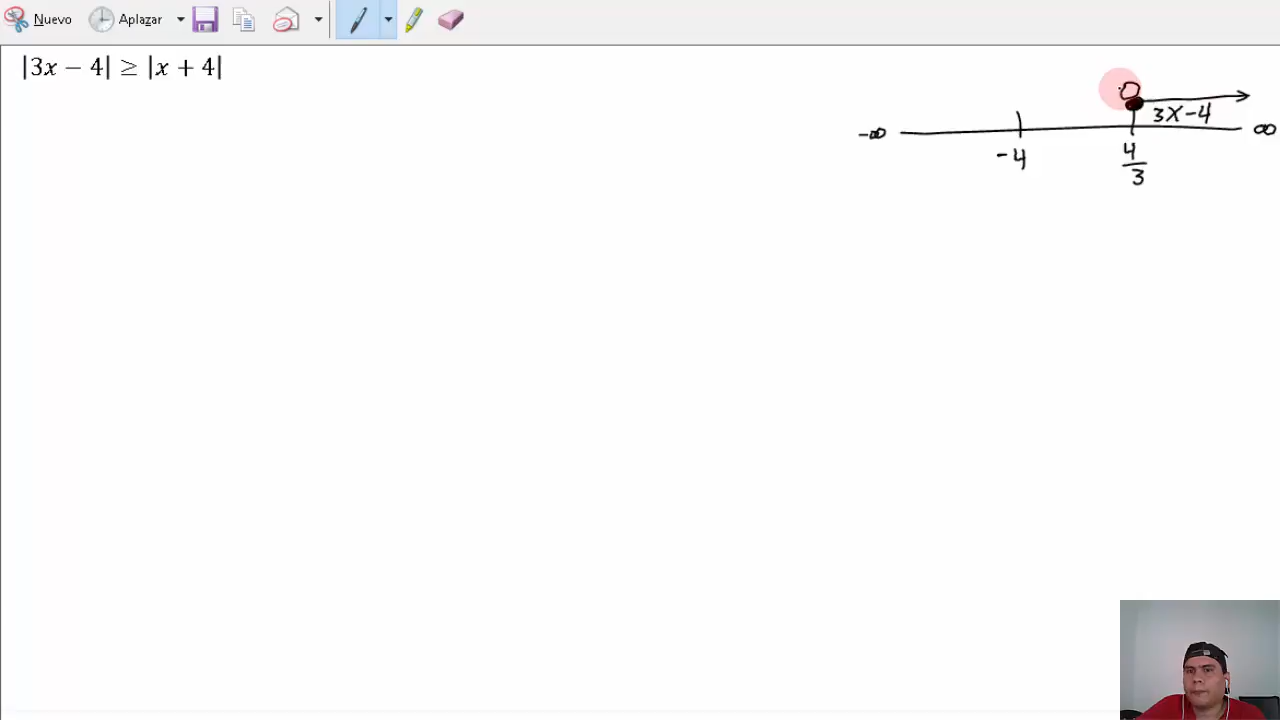 Nuevo Aplazar
|3x − 4| ≥ |x + 4|
3X-4
-∞ ∞
-4 4/3